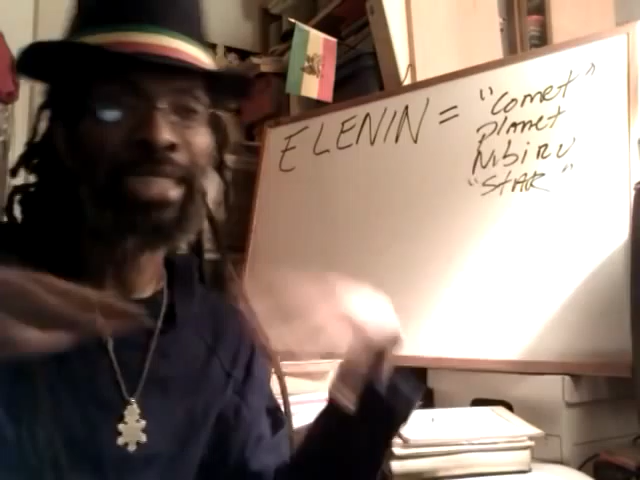 ELENIN = "Comet"
planet
Nibiru
"STAR"